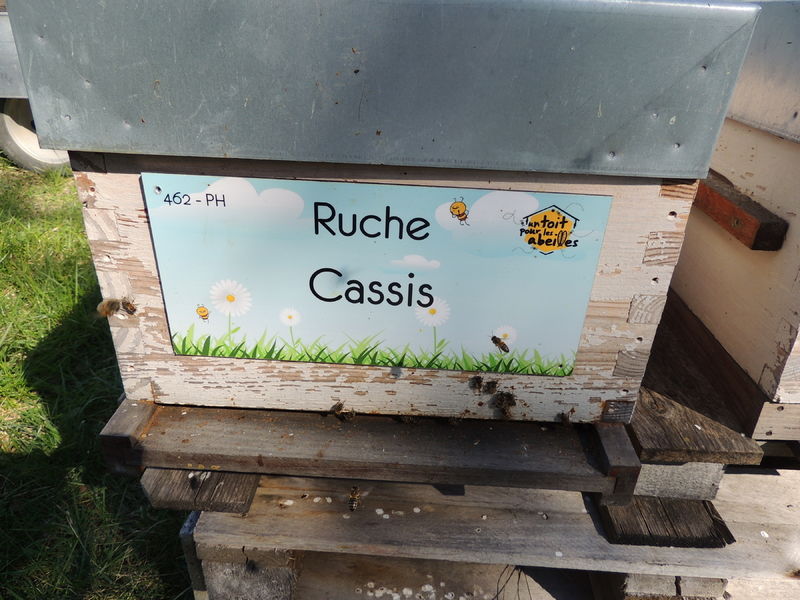 462 - PH
Ruche
Cassis
un toit
pour les
abeilles